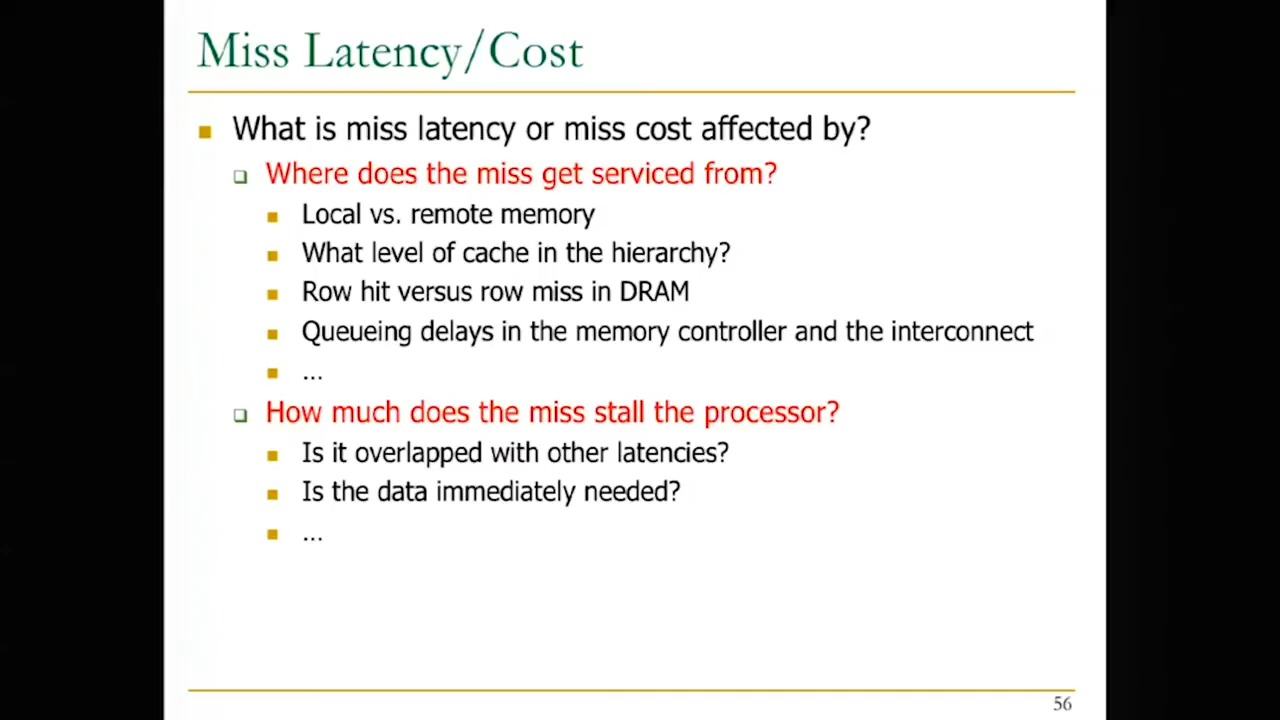 Miss Latency/Cost
What is miss latency or miss cost affected by?
Where does the miss get serviced from?
Local vs. remote memory
What level of cache in the hierarchy?
Row hit versus row miss in DRAM
Queueing delays in the memory controller and the interconnect
...
How much does the miss stall the processor?
Is it overlapped with other latencies?
Is the data immediately needed?
...
56